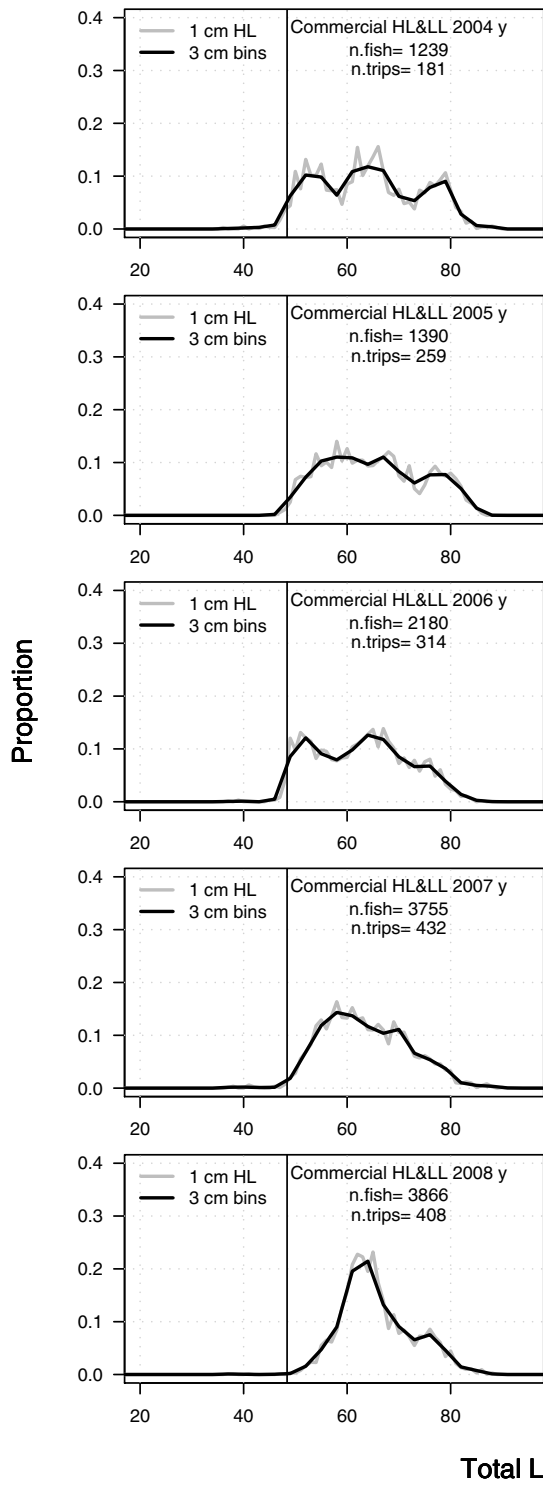 0.4
0.3
0.2
0.1
0.0
1 cm HL
3 cm bins
Commercial HL&LL 2004 y
n.fish= 1239
n.trips= 181
20 40 60 80
0.4
0.3
0.2
0.1
0.0
1 cm HL
3 cm bins
Commercial HL&LL 2005 y
n.fish= 1390
n.trips= 259
20 40 60 80
Proportion
0.4
0.3
0.2
0.1
0.0
1 cm HL
3 cm bins
Commercial HL&LL 2006 y
n.fish= 2180
n.trips= 314
20 40 60 80
0.4
0.3
0.2
0.1
0.0
1 cm HL
3 cm bins
Commercial HL&LL 2007 y
n.fish= 3755
n.trips= 432
20 40 60 80
0.4
0.3
0.2
0.1
0.0
1 cm HL
3 cm bins
Commercial HL&LL 2008 y
n.fish= 3866
n.trips= 408
20 40 60 80
Total L